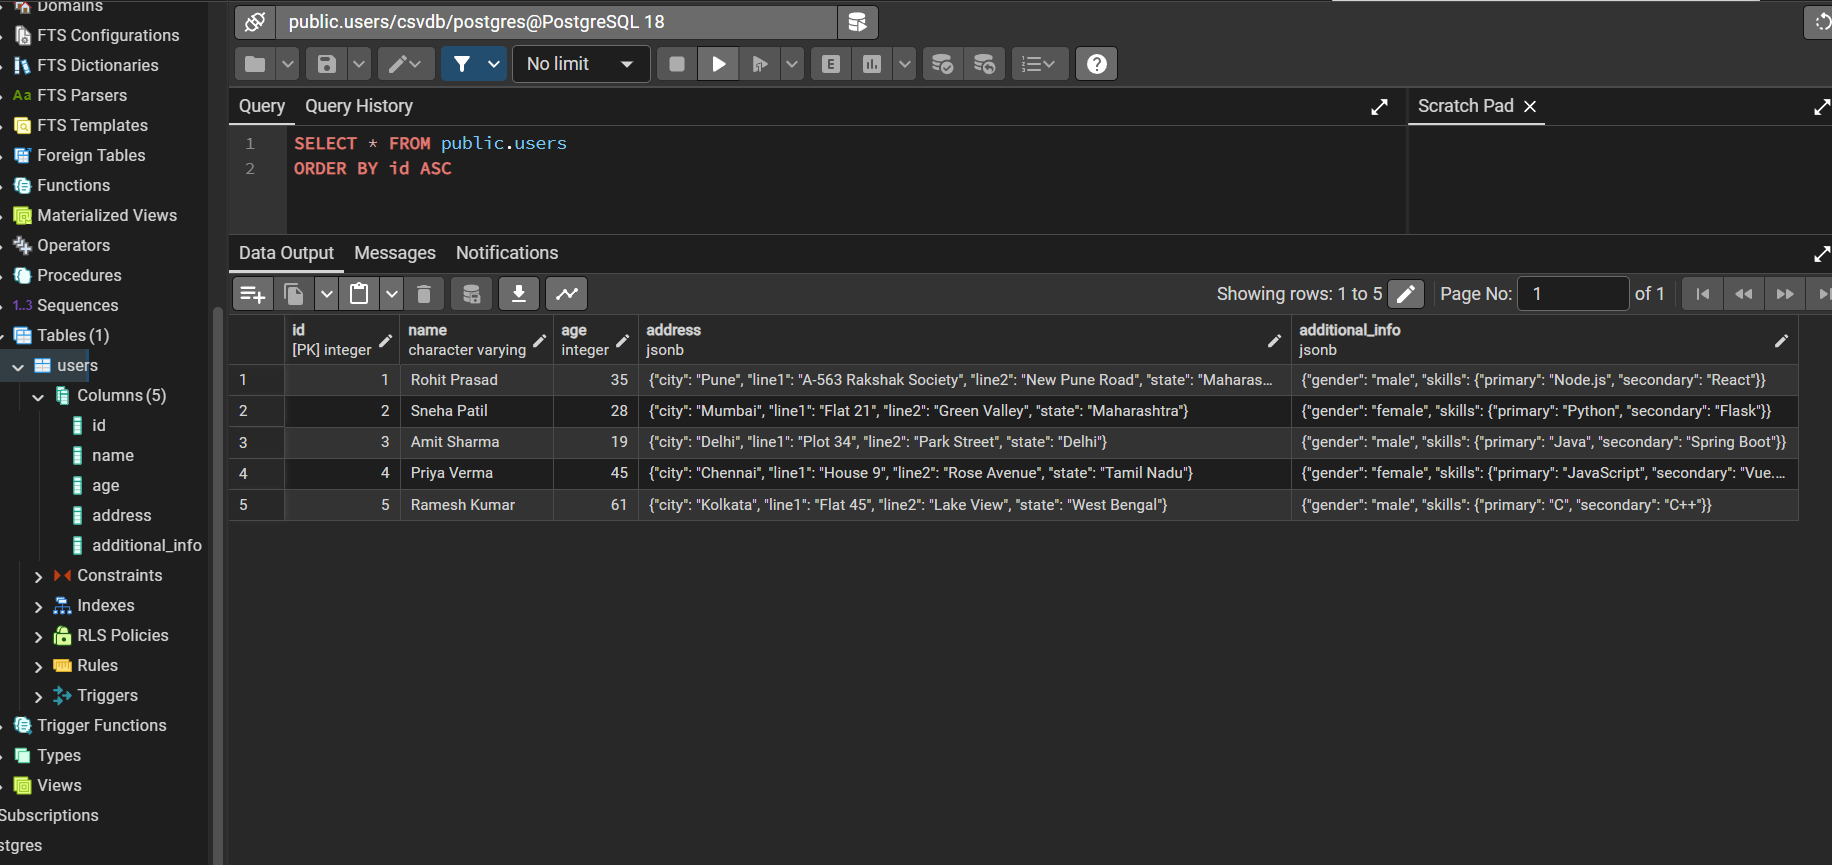 Domains
FTS Configurations
FTS Dictionaries
Aa FTS Parsers
FTS Templates
Foreign Tables
Functions
Materialized Views
Operators
Procedures
1..3 Sequences
Tables (1)
users
Columns (5)
id
name
age
address
additional_info
Constraints
Indexes
RLS Policies
Rules
Triggers
Trigger Functions
Types
Views
Subscriptions
stgres
public.users/csvdb/postgres@PostgreSQL 18
No limit
E
Query Query History
Scratch Pad
1 SELECT * FROM public.users
2 ORDER BY id ASC
Data Output Messages Notifications
Showing rows: 1 to 5 Page No: 1 of 1
id name age address additional_info
[PK] integer character varying integer jsonb jsonb
1 1 Rohit Prasad 35 {"city": "Pune", "line1": "A-563 Rakshak Society", "line2": "New Pune Road", "state": "Maharas... {"gender": "male", "skills": {"primary": "Node.js", "secondary": "React"}}
2 2 Sneha Patil 28 {"city": "Mumbai", "line1": "Flat 21", "line2": "Green Valley", "state": "Maharashtra"} {"gender": "female", "skills": {"primary": "Python", "secondary": "Flask"}}
3 3 Amit Sharma 19 {"city": "Delhi", "line1": "Plot 34", "line2": "Park Street", "state": "Delhi"} {"gender": "male", "skills": {"primary": "Java", "secondary": "Spring Boot"}}
4 4 Priya Verma 45 {"city": "Chennai", "line1": "House 9", "line2": "Rose Avenue", "state": "Tamil Nadu"} {"gender": "female", "skills": {"primary": "JavaScript", "secondary": "Vue....
5 5 Ramesh Kumar 61 {"city": "Kolkata", "line1": "Flat 45", "line2": "Lake View", "state": "West Bengal"} {"gender": "male", "skills": {"primary": "C", "secondary": "C++"}}